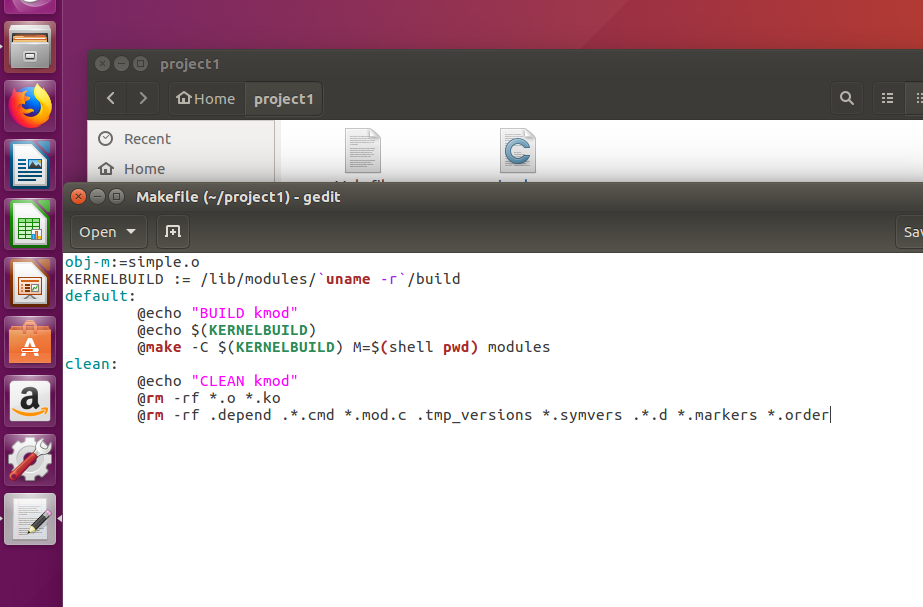 project1
Home project1
Recent
Home
Makefile (~/project1) - gedit
Open
obj-m:=simple.o
KERNELBUILD := /lib/modules/`uname -r`/build
default:
@echo "BUILD kmod"
@echo $(KERNELBUILD)
@make -C $(KERNELBUILD) M=$(shell pwd) modules
clean:
@echo "CLEAN kmod"
@rm -rf *.o *.ko
@rm -rf .depend .*.cmd *.mod.c .tmp_versions *.symvers .*.d *.markers *.order